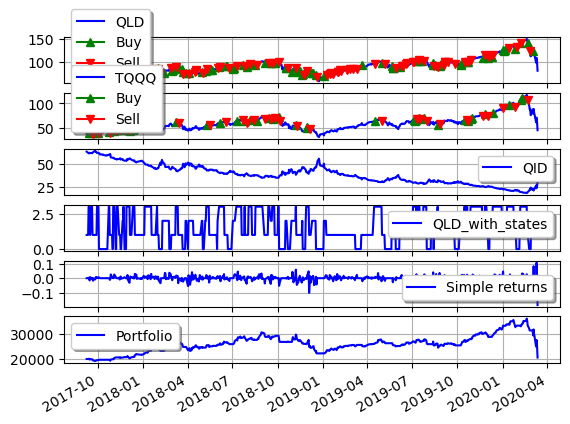 QLD
Buy
Sell
150
100
TQQQ
Buy
Sell
100
50
QID
50
25
QLD_with_states
2.5
0.0
Simple returns
0.1
0.0
−0.1
Portfolio
30000
20000
2017-10
2018-01
2018-04
2018-07
2018-10
2019-01
2019-04
2019-07
2019-10
2020-01
2020-04